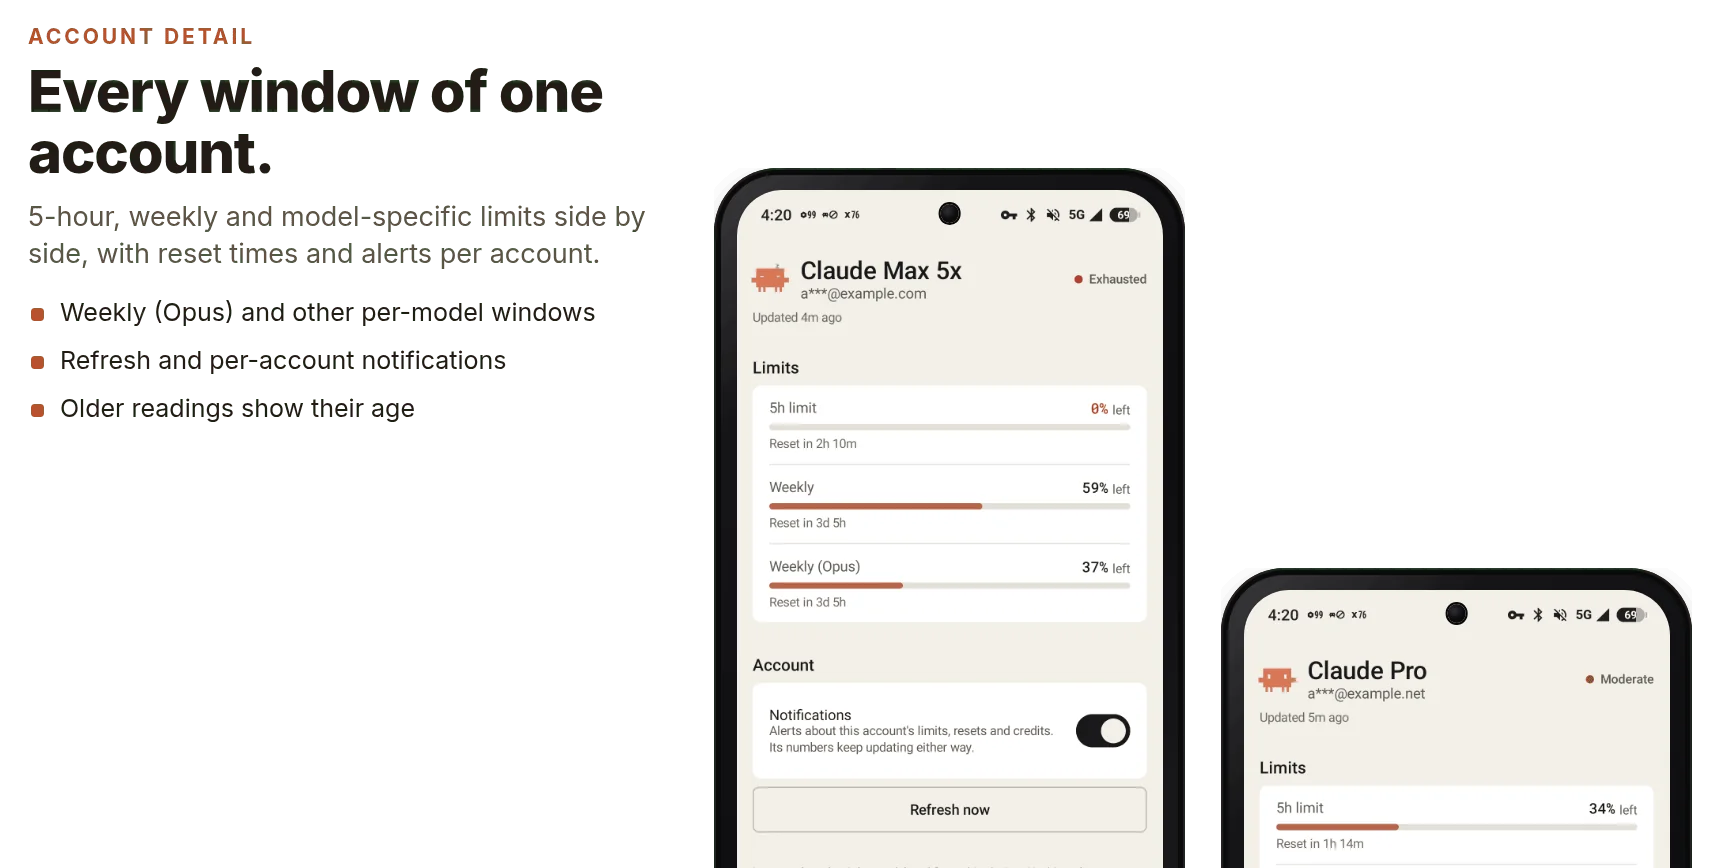 ACCOUNT DETAIL
Every window of one
account.
5-hour, weekly and model-specific limits side by
side, with reset times and alerts per account.
Weekly (Opus) and other per-model windows
Refresh and per-account notifications
Older readings show their age
4:20 99 x76 5G 69
Claude Max 5x
a***@example.com
Exhausted
Updated 4m ago
Limits
5h limit 0% left
Reset in 2h 10m
Weekly 59% left
Reset in 3d 5h
Weekly (Opus) 37% left
Reset in 3d 5h
Account
Notifications
Alerts about this account's limits, resets and credits.
Its numbers keep updating either way.
Refresh now
4:20 99 x76 5G 69
Claude Pro
a***@example.net
Moderate
Updated 5m ago
Limits
5h limit 34% left
Reset in 1h 14m